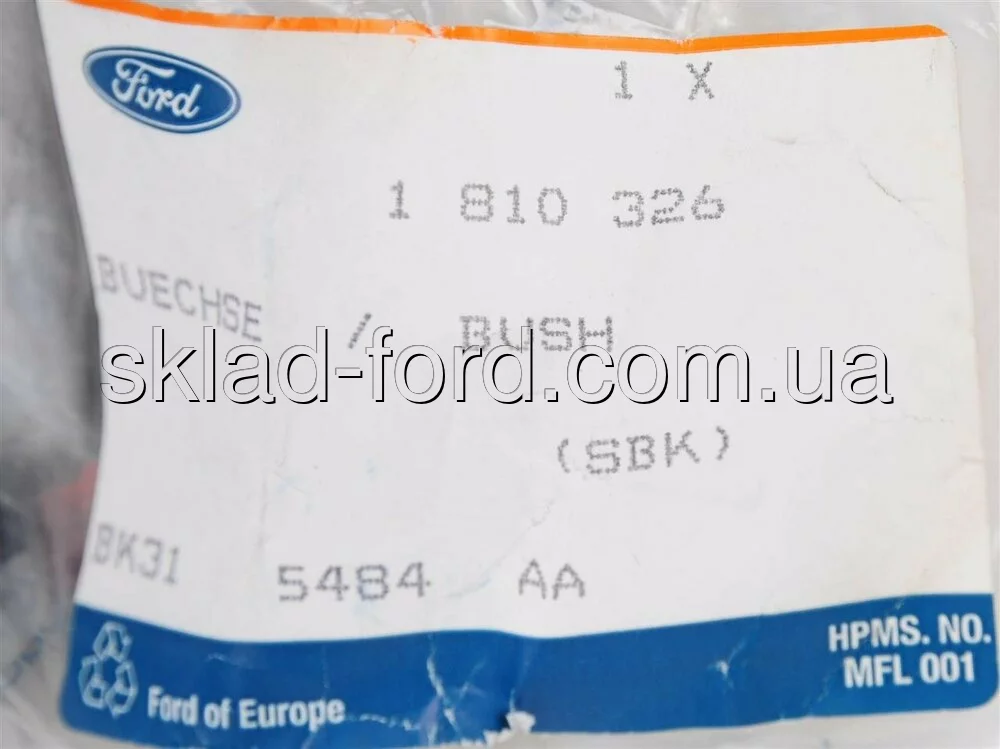 Ford
1 X
1 810 326
BUECHSE / BUSH
sklad-ford.com.ua
(SBK)
BK31 5484 AA
HPMS. NO.
MFL 001
Ford of Europe